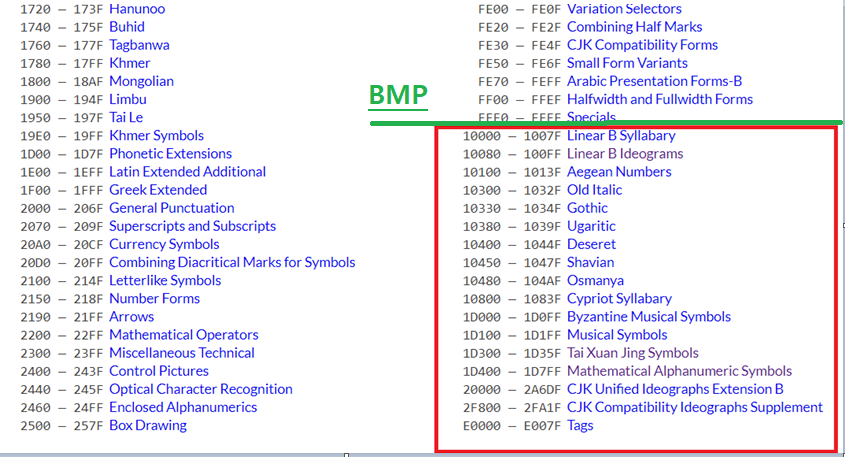 1720 — 173F Hanunoo
1740 — 175F Buhid
1760 — 177F Tagbanwa
1780 — 17FF Khmer
1800 — 18AF Mongolian
1900 — 194F Limbu
1950 — 197F Tai Le
19E0 — 19FF Khmer Symbols
1D00 — 1D7F Phonetic Extensions
1E00 — 1EFF Latin Extended Additional
1F00 — 1FFF Greek Extended
2000 — 206F General Punctuation
2070 — 209F Superscripts and Subscripts
20A0 — 20CF Currency Symbols
20D0 — 20FF Combining Diacritical Marks for Symbols
2100 — 214F Letterlike Symbols
2150 — 218F Number Forms
2190 — 21FF Arrows
2200 — 22FF Mathematical Operators
2300 — 23FF Miscellaneous Technical
2400 — 243F Control Pictures
2440 — 245F Optical Character Recognition
2460 — 24FF Enclosed Alphanumerics
2500 — 257F Box Drawing
FE00 — FE0F Variation Selectors
FE20 — FE2F Combining Half Marks
FE30 — FE4F CJK Compatibility Forms
FE50 — FE6F Small Form Variants
FE70 — FEFF Arabic Presentation Forms-B
BMP
FF00 — FFEF Halfwidth and Fullwidth Forms
FFF0 — FFFF Specials
10000 — 1007F Linear B Syllabary
10080 — 100FF Linear B Ideograms
10100 — 1013F Aegean Numbers
10300 — 1032F Old Italic
10330 — 1034F Gothic
10380 — 1039F Ugaritic
10400 — 1044F Deseret
10450 — 1047F Shavian
10480 — 104AF Osmanya
10800 — 1083F Cypriot Syllabary
1D000 — 1D0FF Byzantine Musical Symbols
1D100 — 1D1FF Musical Symbols
1D300 — 1D35F Tai Xuan Jing Symbols
1D400 — 1D7FF Mathematical Alphanumeric Symbols
20000 — 2A6DF CJK Unified Ideographs Extension B
2F800 — 2FA1F CJK Compatibility Ideographs Supplement
E0000 — E007F Tags